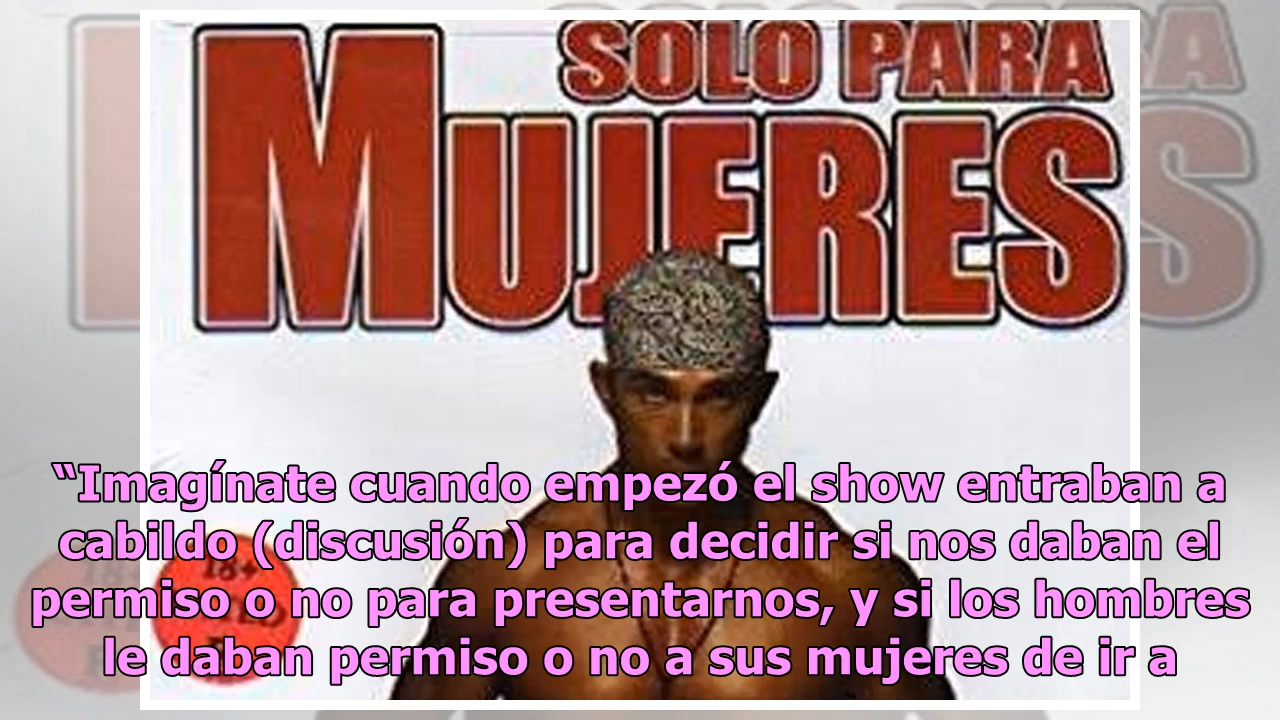 SOLO PARA
MUJERES
“Imagínate cuando empezó el show entraban a
cabildo (discusión) para decidir si nos daban el
permiso o no para presentarnos, y si los hombres
le daban permiso o no a sus mujeres de ir a
18+